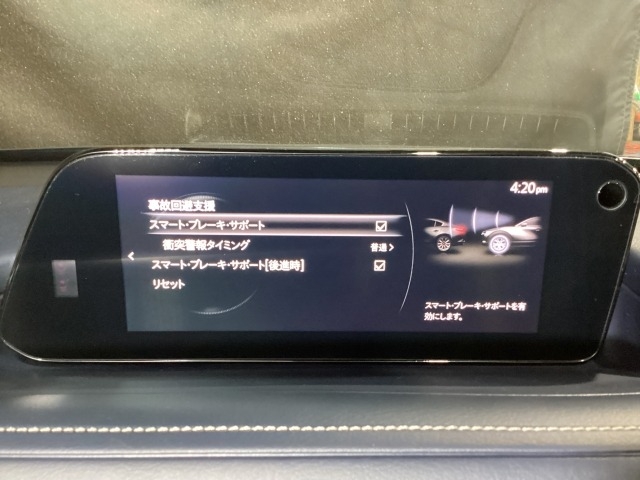 4:20pm
事故回避支援
スマート・ブレーキ・サポート
衝突警報タイミング 普通
スマート・ブレーキ・サポート[後進時]
リセット
スマート・ブレーキ・サポートを有
効にします。